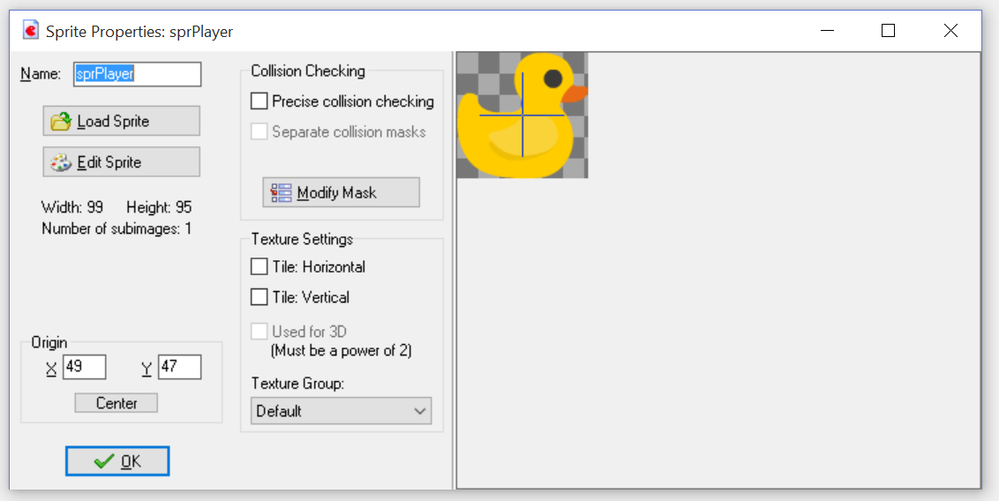 Sprite Properties: sprPlayer
Name: sprPlayer
Load Sprite
Edit Sprite
Width: 99 Height: 95
Number of subimages: 1
Origin
X 49 Y 47
Center
OK
Collision Checking
Precise collision checking
Separate collision masks
Modify Mask
Texture Settings
Tile: Horizontal
Tile: Vertical
Used for 3D
(Must be a power of 2)
Texture Group:
Default